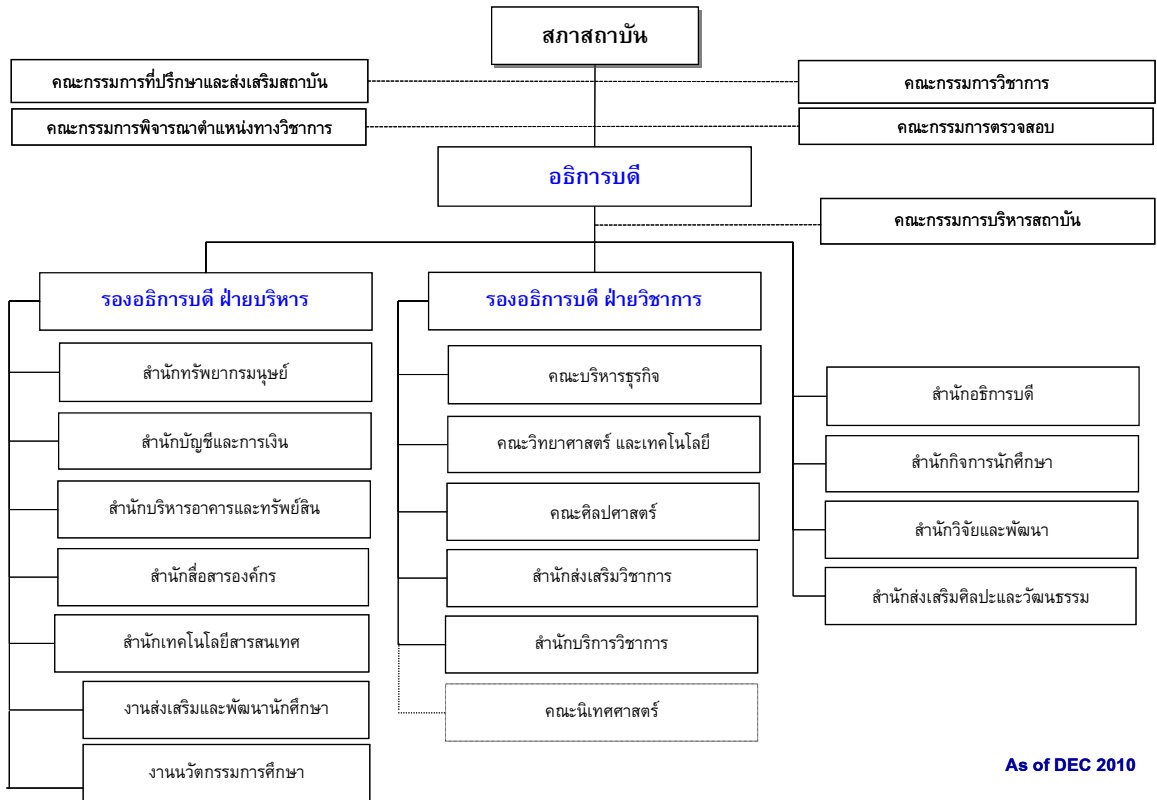 สภาสถาบัน
คณะกรรมการที่ปรึกษาและส่งเสริมสถาบัน
คณะกรรมการวิชาการ
คณะกรรมการพิจารณาตำแหน่งทางวิชาการ
คณะกรรมการตรวจสอบ
อธิการบดี
คณะกรรมการบริหารสถาบัน
รองอธิการบดี ฝ่ายบริหาร
สำนักทรัพยากรมนุษย์
สำนักบัญชีและการเงิน
สำนักบริหารอาคารและทรัพย์สิน
สำนักสื่อสารองค์กร
สำนักเทคโนโลยีสารสนเทศ
งานส่งเสริมและพัฒนานักศึกษา
งานนวัตกรรมการศึกษา
รองอธิการบดี ฝ่ายวิชาการ
คณะบริหารธุรกิจ
คณะวิทยาศาสตร์ และเทคโนโลยี
คณะศิลปศาสตร์
สำนักส่งเสริมวิชาการ
สำนักบริการวิชาการ
คณะนิเทศศาสตร์
สำนักอธิการบดี
สำนักกิจการนักศึกษา
สำนักวิจัยและพัฒนา
สำนักส่งเสริมศิลปะและวัฒนธรรม
As of DEC 2010